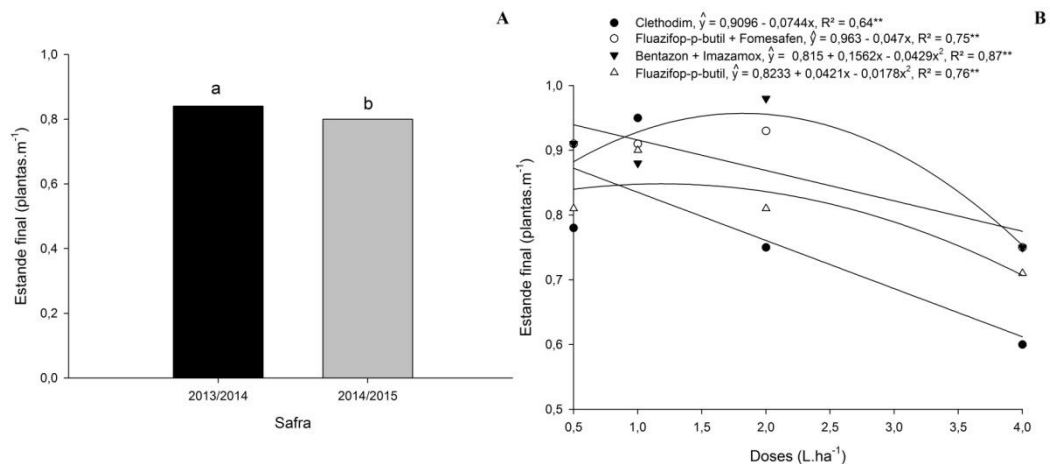 A
Estande final (plantas.m⁻¹)
1,0
0,8
0,6
0,4
0,2
0,0
a
b
2013/2014
2014/2015
Safra
B
Clethodim, ŷ = 0,9096 - 0,0744x, R² = 0,64**
Fluazifop-p-butil + Fomesafen, ŷ = 0,963 - 0,047x, R² = 0,75**
Bentazon + Imazamox, ŷ = 0,815 + 0,1562x - 0,0429x², R² = 0,87**
Fluazifop-p-butil, ŷ = 0,8233 + 0,0421x - 0,0178x², R² = 0,76**
Estande final (plantas.m⁻¹)
1,0
0,9
0,8
0,7
0,6
0,5
0,5 1,0 1,5 2,0 2,5 3,0 3,5 4,0
Doses (L.ha⁻¹)